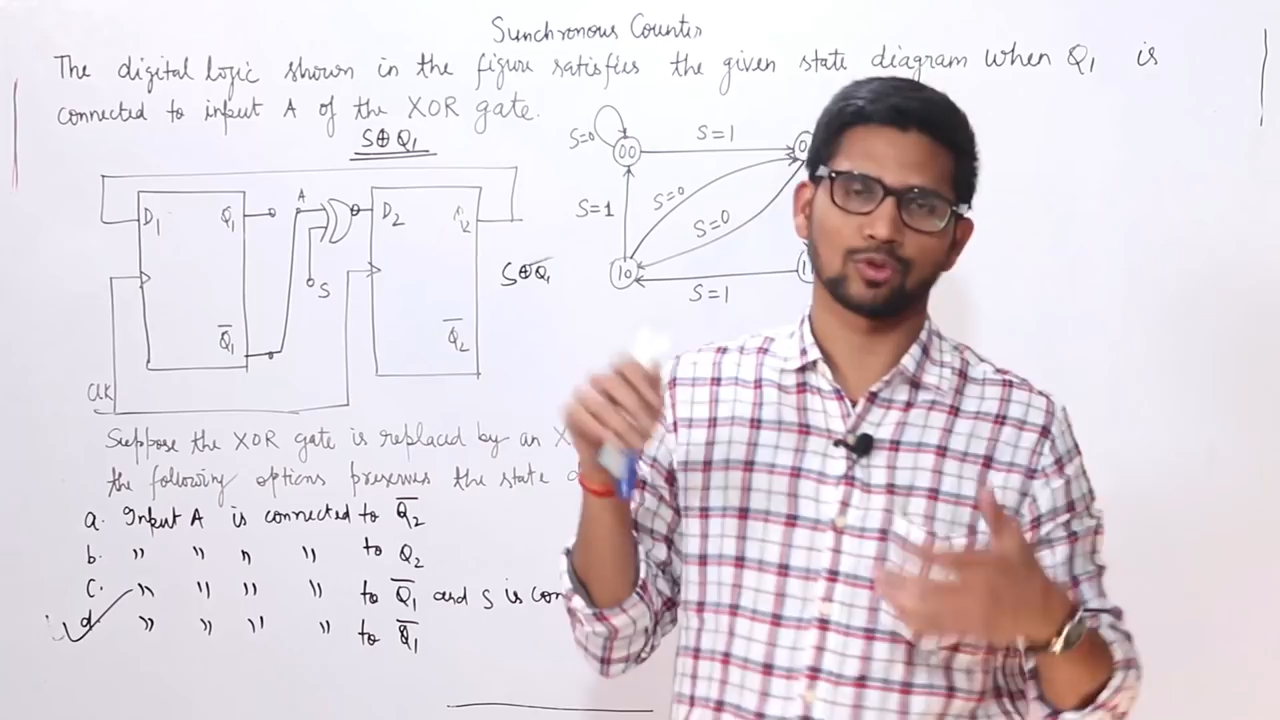 Sunchronous Counter
The digital logic shown in the figure satisfies the given state diagram when Q1 is
connected to input A of the XOR gate.
S⊕Q1
S=0
00
S=1
0
D1
Q1
A
D2
S=1
S=0
S=0
S
S⊕Q̅1
10
1
S=1
Q̅1
Q̅2
Clk
Suppose the XOR gate is replaced by an X
the following options preserves the state d
a. Input A is connected to Q̅2
b. " " " " to Q2
c. " " " " to Q̅1 and S is con
d. " " " " to Q̅1